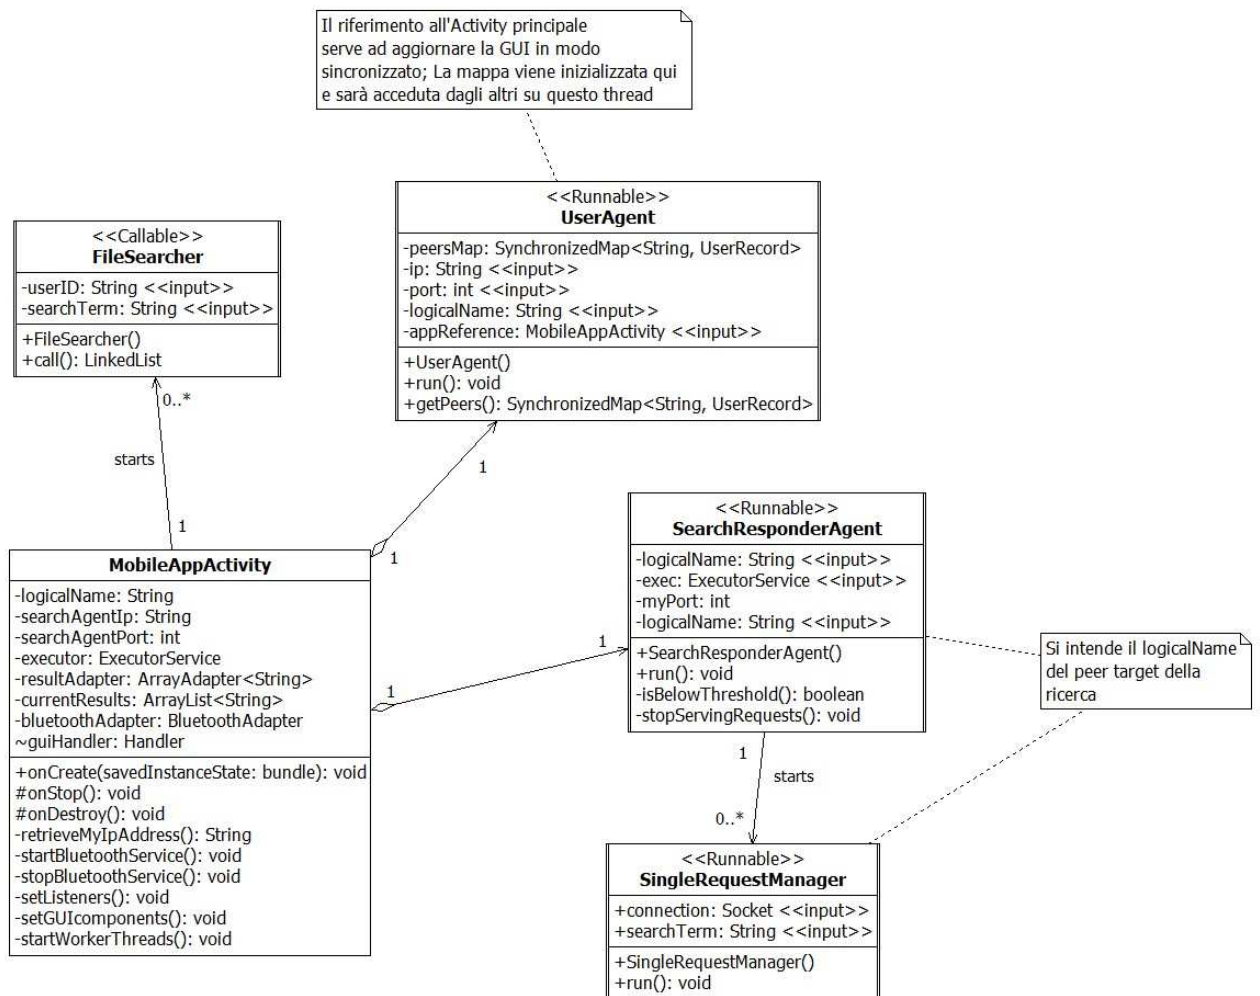 Il riferimento all'Activity principale
serve ad aggiornare la GUI in modo
sincronizzato; La mappa viene inizializzata qui
e sarà acceduta dagli altri su questo thread
<<Runnable>>
UserAgent
-peersMap: SynchronizedMap<String, UserRecord>
-ip: String <<input>>
-port: int <<input>>
-logicalName: String <<input>>
-appReference: MobileAppActivity <<input>>
+UserAgent()
+run(): void
+getPeers(): SynchronizedMap<String, UserRecord>
<<Callable>>
FileSearcher
-userID: String <<input>>
-searchTerm: String <<input>>
+FileSearcher()
+call(): LinkedList
0..*
starts
1
1
1
MobileAppActivity
-logicalName: String
-searchAgentIp: String
-searchAgentPort: int
-executor: ExecutorService
-resultAdapter: ArrayAdapter<String>
-currentResults: ArrayList<String>
-bluetoothAdapter: BluetoothAdapter
~guiHandler: Handler
+onCreate(savedInstanceState: bundle): void
#onStop(): void
#onDestroy(): void
-retrieveMyIpAddress(): String
-startBluetoothService(): void
-stopBluetoothService(): void
-setListeners(): void
-setGUIcomponents(): void
-startWorkerThreads(): void
1
1
<<Runnable>>
SearchResponderAgent
-logicalName: String <<input>>
-exec: ExecutorService <<input>>
-myPort: int
-logicalName: String <<input>>
+SearchResponderAgent()
+run(): void
-isBelowThreshold(): boolean
-stopServingRequests(): void
Si intende il logicalName
del peer target della
ricerca
1
starts
0..*
<<Runnable>>
SingleRequestManager
+connection: Socket <<input>>
+searchTerm: String <<input>>
+SingleRequestManager()
+run(): void